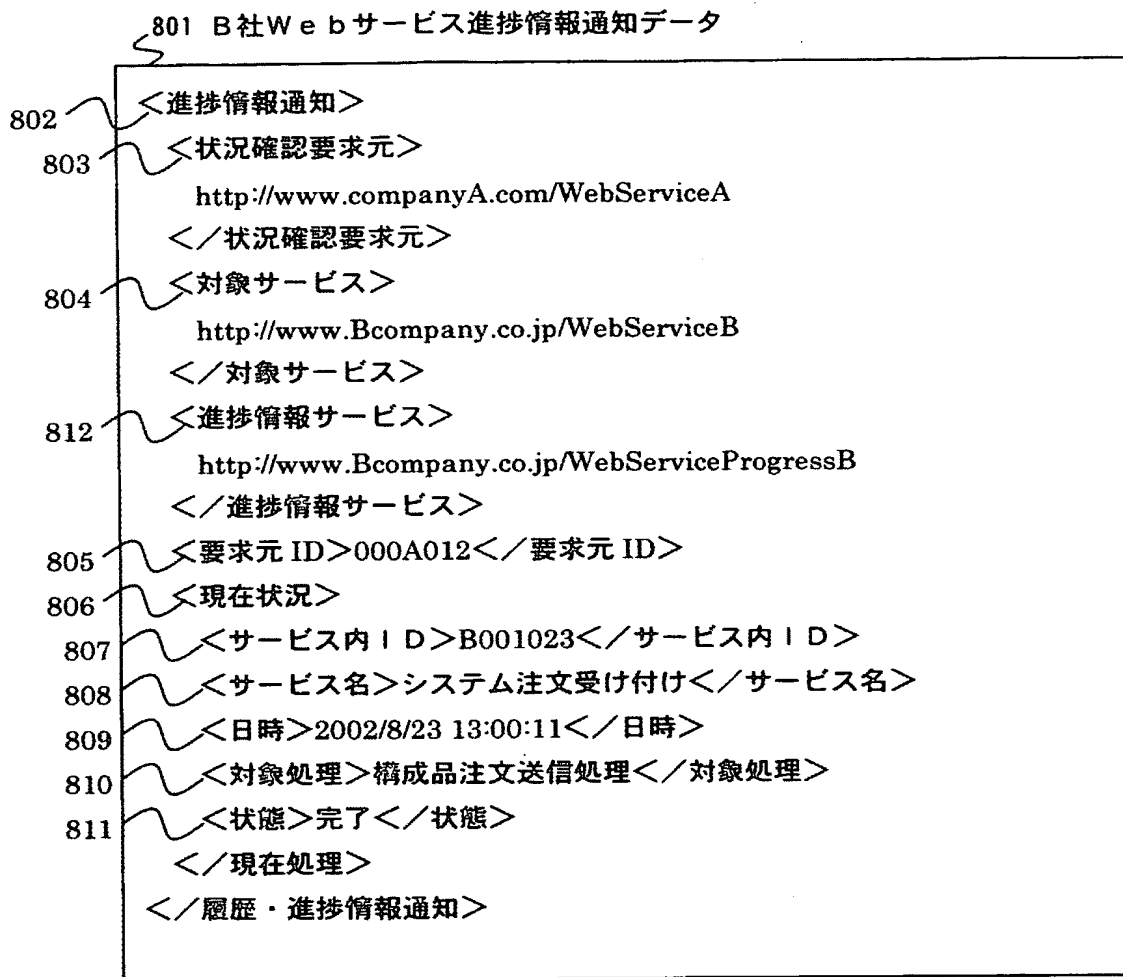 801 B社Webサービス進捗情報通知データ
802 <進捗情報通知>
803 <状況確認要求元>
http://www.companyA.com/WebServiceA
</状況確認要求元>
804 <対象サービス>
http://www.Bcompany.co.jp/WebServiceB
</対象サービス>
812 <進捗情報サービス>
http://www.Bcompany.co.jp/WebServiceProgressB
</進捗情報サービス>
805 <要求元 ID>000A012</要求元 ID>
806 <現在状況>
807 <サービス内ID>B001023</サービス内ID>
808 <サービス名>システム注文受け付け</サービス名>
809 <日時>2002/8/23 13:00:11</日時>
810 <対象処理>構成品注文送信処理</対象処理>
811 <状態>完了</状態>
</現在処理>
</履歴・進捗情報通知>